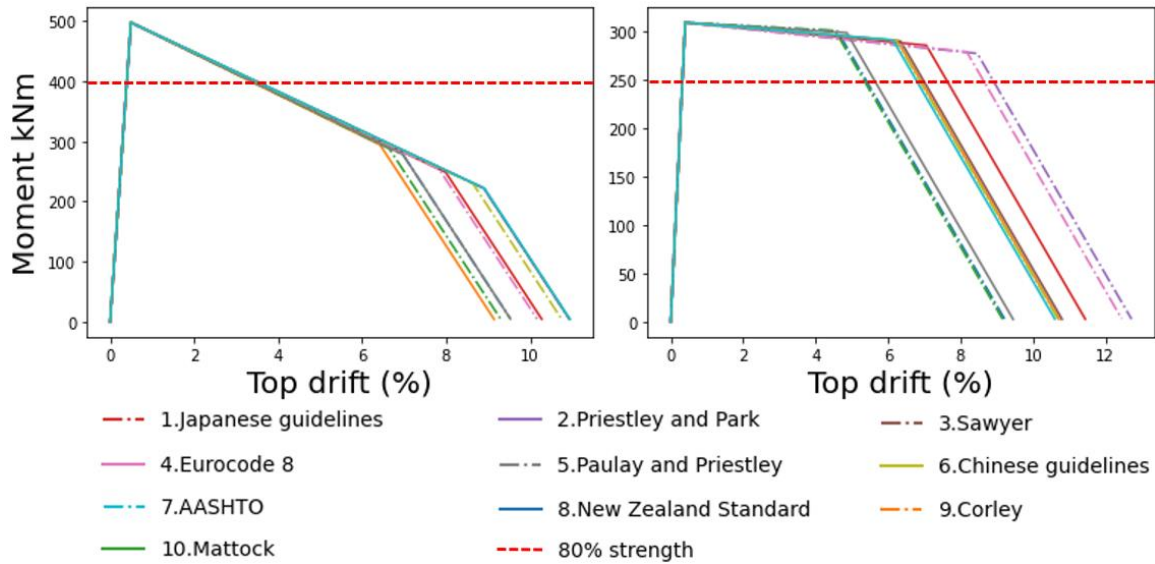 Moment kNm
500
400
300
200
100
0
0 2 4 6 8 10
Top drift (%)
300
250
200
150
100
50
0
0 2 4 6 8 10 12
Top drift (%)
1.Japanese guidelines 2.Priestley and Park 3.Sawyer
4.Eurocode 8 5.Paulay and Priestley 6.Chinese guidelines
7.AASHTO 8.New Zealand Standard 9.Corley
10.Mattock 80% strength